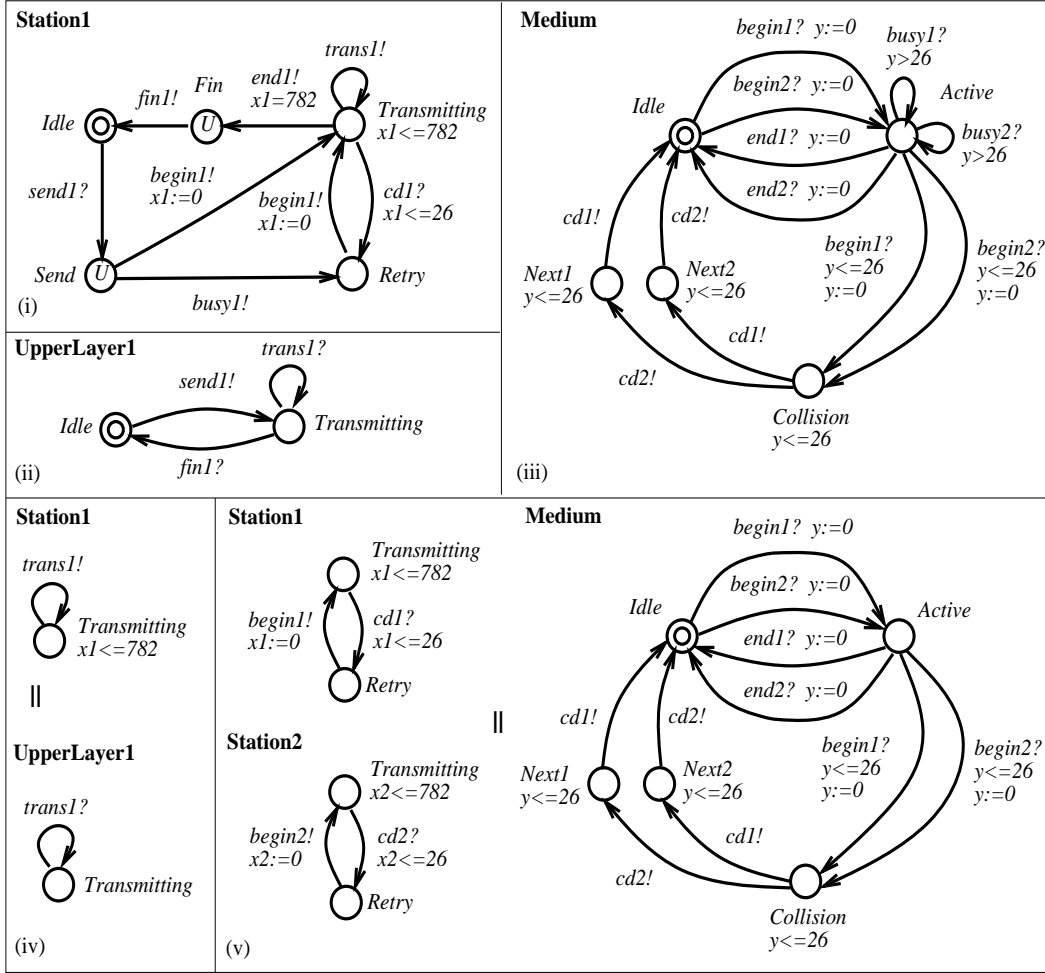 Station1
trans1!
Fin
end1!
x1=782
fin1!
Idle
U
Transmitting
x1<=782
send1?
begin1!
x1:=0
begin1!
x1:=0
cd1?
x1<=26
Send
U
Retry
busy1!
(i)
UpperLayer1
trans1?
send1!
Idle
Transmitting
fin1?
(ii)
Medium
begin1? y:=0
busy1?
y>26
begin2? y:=0
Idle
Active
end1? y:=0
busy2?
y>26
end2? y:=0
cd1!
cd2!
begin1?
y<=26
y:=0
begin2?
y<=26
y:=0
Next1
y<=26
Next2
y<=26
cd1!
cd2!
Collision
y<=26
(iii)
Station1
trans1!
Transmitting
x1<=782
||
UpperLayer1
trans1?
Transmitting
(iv)
Station1
Transmitting
x1<=782
begin1!
x1:=0
cd1?
x1<=26
Retry
||
Station2
Transmitting
x2<=782
begin2!
x2:=0
cd2?
x2<=26
Retry
(v)
Medium
begin1? y:=0
begin2? y:=0
Idle
Active
end1? y:=0
end2? y:=0
cd1!
cd2!
begin1?
y<=26
y:=0
begin2?
y<=26
y:=0
Next1
y<=26
Next2
y<=26
cd1!
cd2!
Collision
y<=26